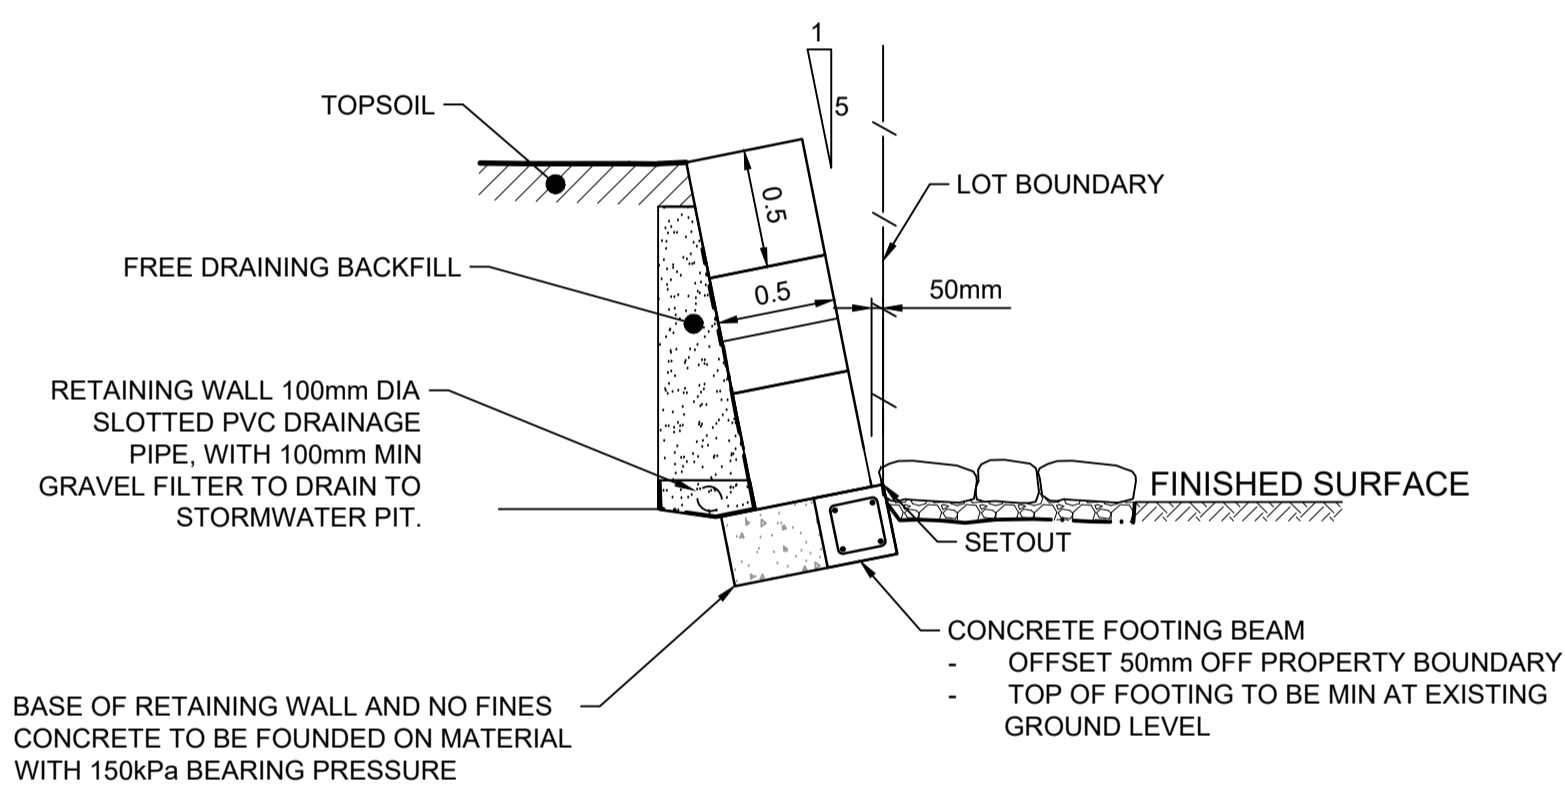 1
5
TOPSOIL
LOT BOUNDARY
0.5
FREE DRAINING BACKFILL
0.5
50mm
RETAINING WALL 100mm DIA
SLOTTED PVC DRAINAGE
PIPE, WITH 100mm MIN
GRAVEL FILTER TO DRAIN TO
STORMWATER PIT.
FINISHED SURFACE
SETOUT
CONCRETE FOOTING BEAM
- OFFSET 50mm OFF PROPERTY BOUNDARY
- TOP OF FOOTING TO BE MIN AT EXISTING
GROUND LEVEL
BASE OF RETAINING WALL AND NO FINES
CONCRETE TO BE FOUNDED ON MATERIAL
WITH 150kPa BEARING PRESSURE